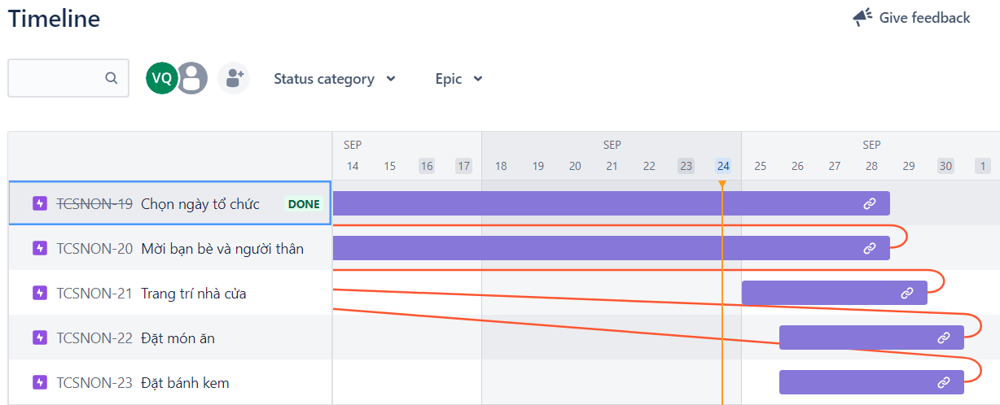 Timeline
Give feedback
VQ
Status category
Epic
SEP SEP SEP
14 15 16 17 18 19 20 21 22 23 24 25 26 27 28 29 30 1
TCSNON-19 Chọn ngày tổ chức DONE
TCSNON-20 Mời bạn bè và người thân
TCSNON-21 Trang trí nhà cửa
TCSNON-22 Đặt món ăn
TCSNON-23 Đặt bánh kem